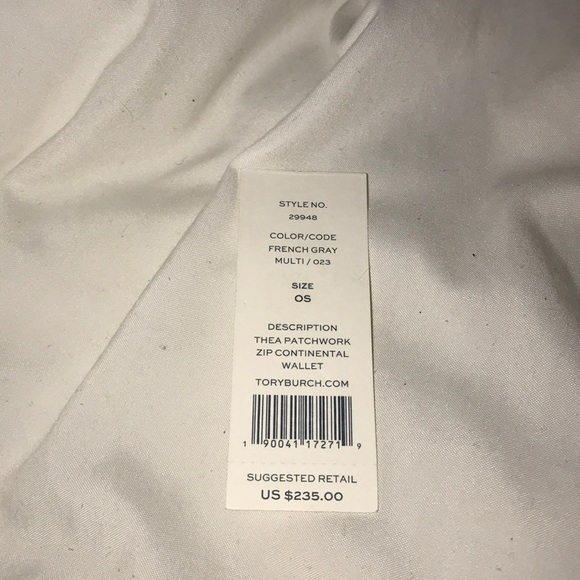 STYLE NO.
29948
COLOR/CODE
FRENCH GRAY
MULTI / 023
SIZE
OS
DESCRIPTION
THEA PATCHWORK
ZIP CONTINENTAL
WALLET
TORYBURCH.COM
1 90041 17271 9
SUGGESTED RETAIL
US $235.00